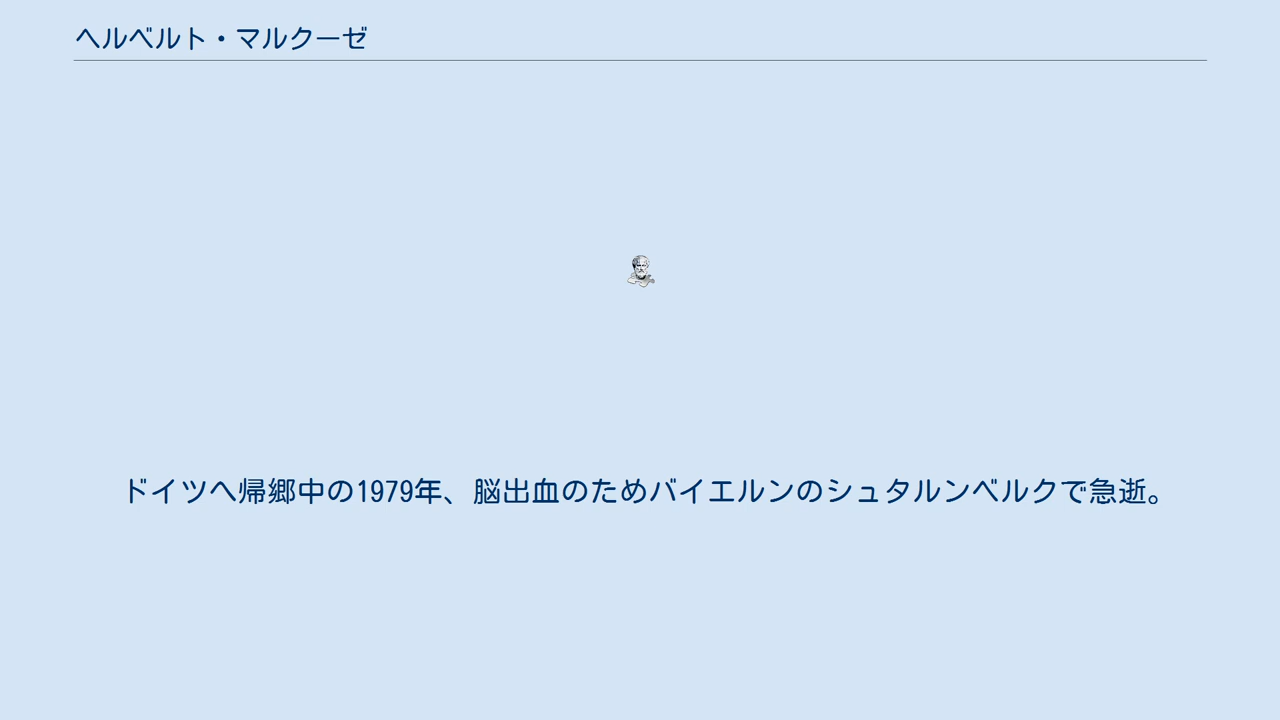 ヘルベルト・マルクーゼ
ドイツへ帰郷中の1979年、脳出血のためバイエルンのシュタルンベルクで急逝。